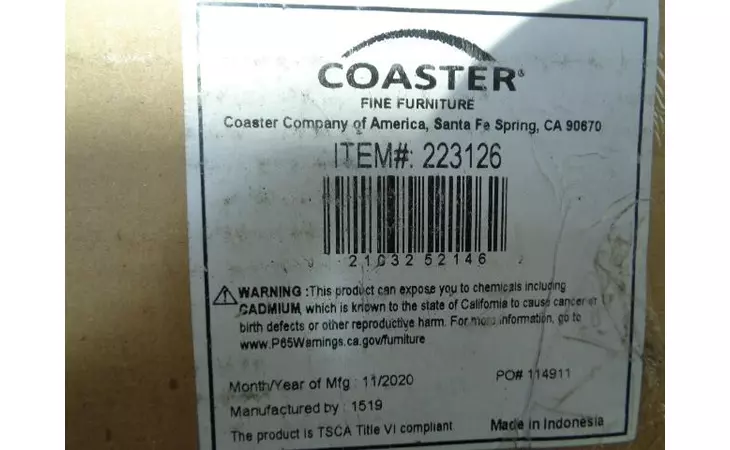 COASTER®
FINE FURNITURE
Coaster Company of America, Santa Fe Spring, CA 90670
ITEM#: 223126
0 21032 52146 2
WARNING :This product can expose you to chemicals including
CADMIUM, which is known to the state of California to cause cancer or
birth defects or other reproductive harm. For more information, go to
www.P65Warnings.ca.gov/furniture
Month/Year of Mfg : 11/2020
PO# 114911
Manufactured by : 1519
The product is TSCA Title VI compliant
Made in Indonesia